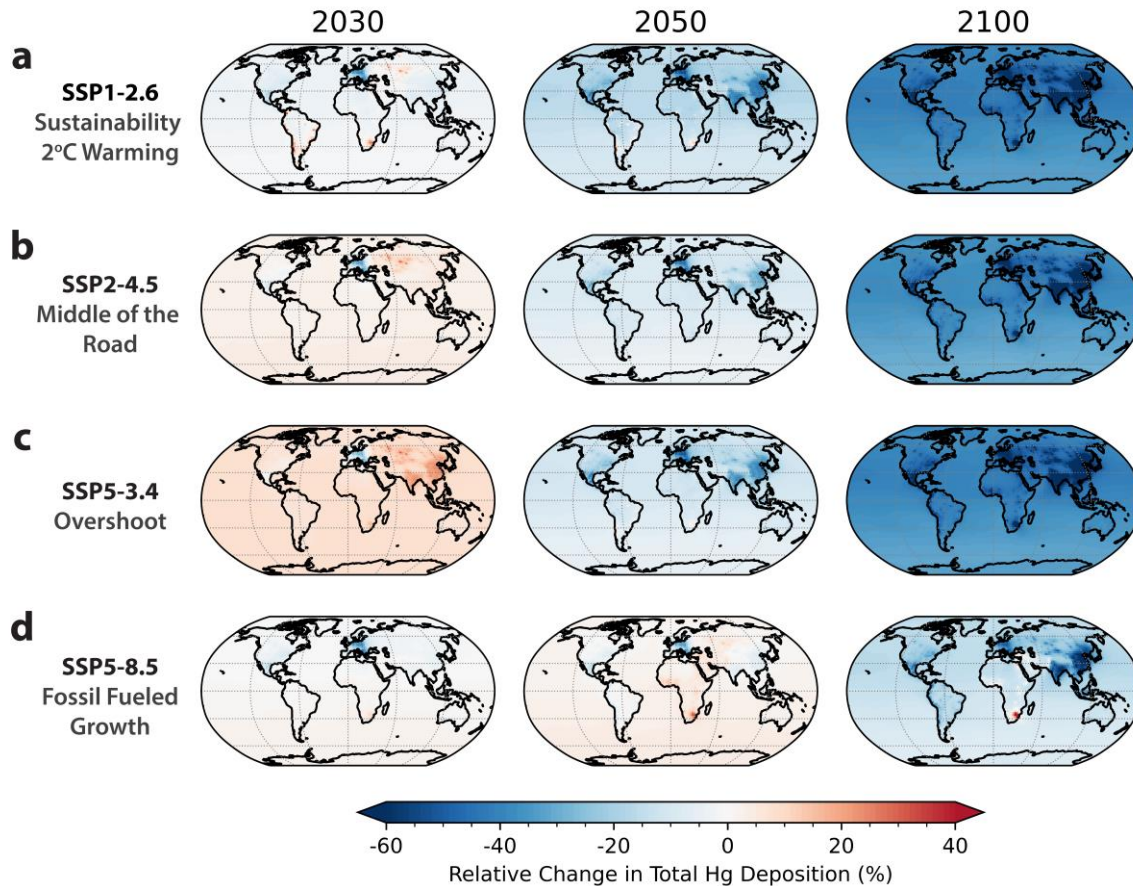 2030 2050 2100
a
SSP1-2.6
Sustainability
2ºC Warming
b
SSP2-4.5
Middle of the
Road
c
SSP5-3.4
Overshoot
d
SSP5-8.5
Fossil Fueled
Growth
-60 -40 -20 0 20 40
Relative Change in Total Hg Deposition (%)